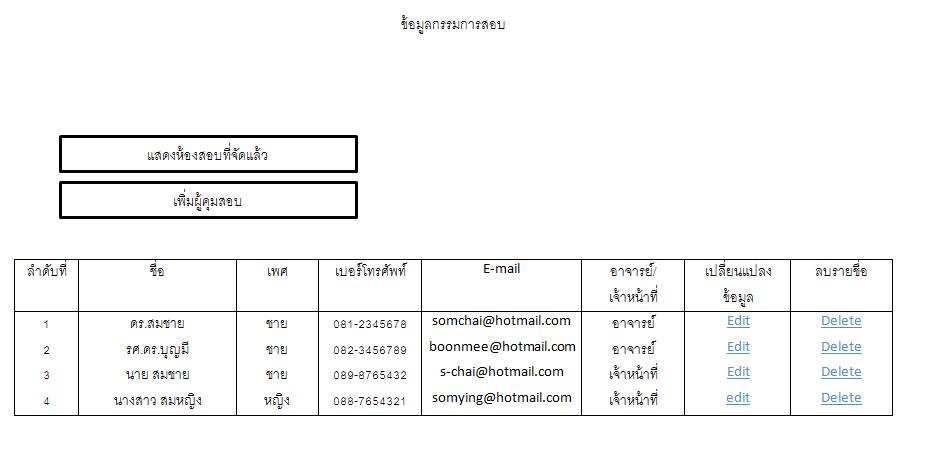 ข้อมูลกรรมการสอบ
แสดงห้องสอบที่จัดแล้ว
เพิ่มผู้คุมสอบ
ลำดับที่ ชื่อ เพศ เบอร์โทรศัพท์ E-mail อาจารย์/ เปลี่ยนแปลง ลบรายชื่อ
เจ้าหน้าที่ ข้อมูล
1 ดร.สมชาย ชาย 081-2345678 somchai@hotmail.com อาจารย์ Edit Delete
2 รศ.ดร.บุญมี ชาย 082-3456789 boonmee@hotmail.com อาจารย์ Edit Delete
3 นาย สมชาย ชาย 089-8765432 s-chai@hotmail.com เจ้าหน้าที่ Edit Delete
4 นางสาว สมหญิง หญิง 088-7654321 somying@hotmail.com เจ้าหน้าที่ edit Delete